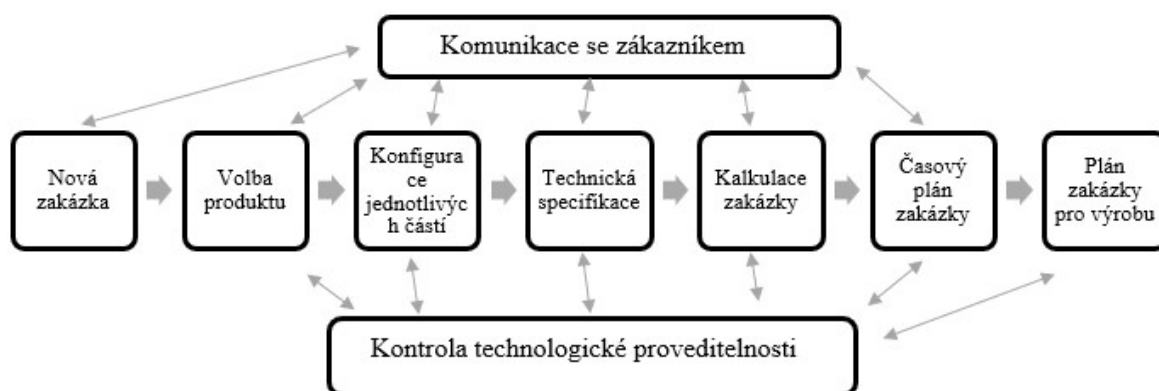 Komunikace se zákazníkem
Nová
zakázka
Volba
produktu
Konfigura
ce
jednotlivýc
h částí
Technická
specifikace
Kalkulace
zakázky
Časový
plán
zakázky
Plán
zakázky
pro výrobu
Kontrola technologické proveditelnosti